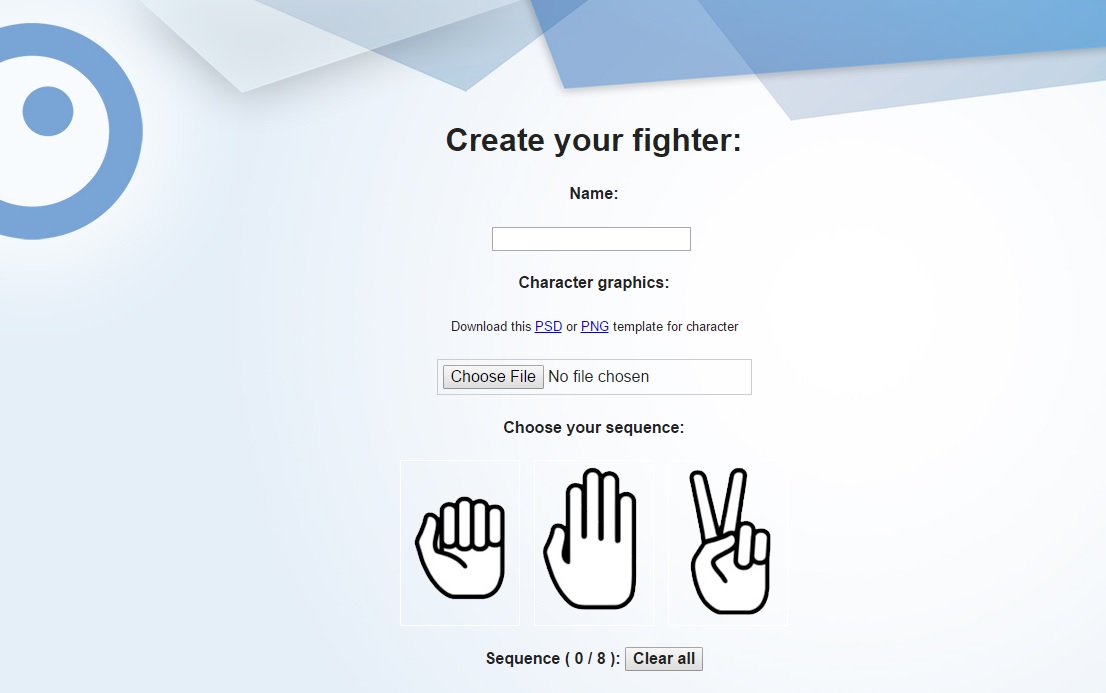 Create your fighter:
Name:
Character graphics:
Download this PSD or PNG template for character
Choose File No file chosen
Choose your sequence:
Sequence ( 0 / 8 ): Clear all